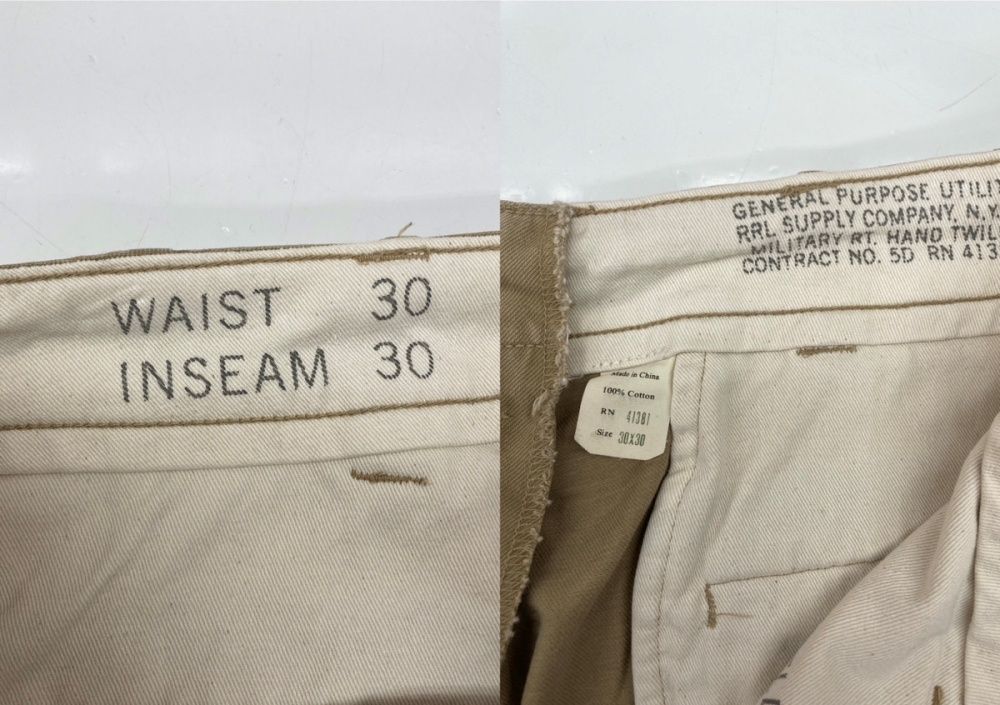 WAIST 30
INSEAM 30
GENERAL PURPOSE UTILI
RRL SUPPLY COMPANY, N.Y
MILITARY RT. HAND TWIL
CONTRACT NO. 5D RN 413
Made in China
100% Cotton
RN 41381
Size 30X30